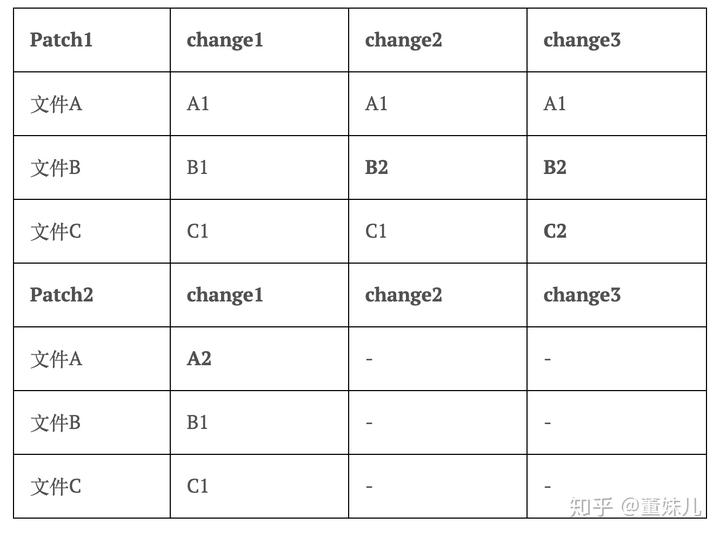 Patch1 change1 change2 change3
文件A A1 A1 A1
文件B B1 B2 B2
文件C C1 C1 C2
Patch2 change1 change2 change3
文件A A2 - -
文件B B1 - -
文件C C1 - -
知乎 @董妹儿